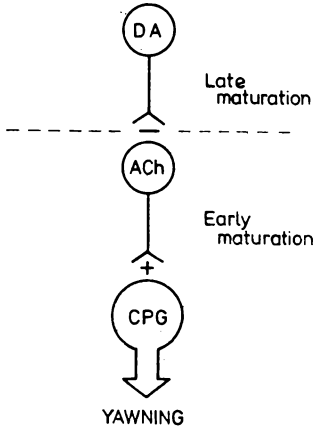 DA
Late
maturation
−
ACh
Early
maturation
+
CPG
YAWNING